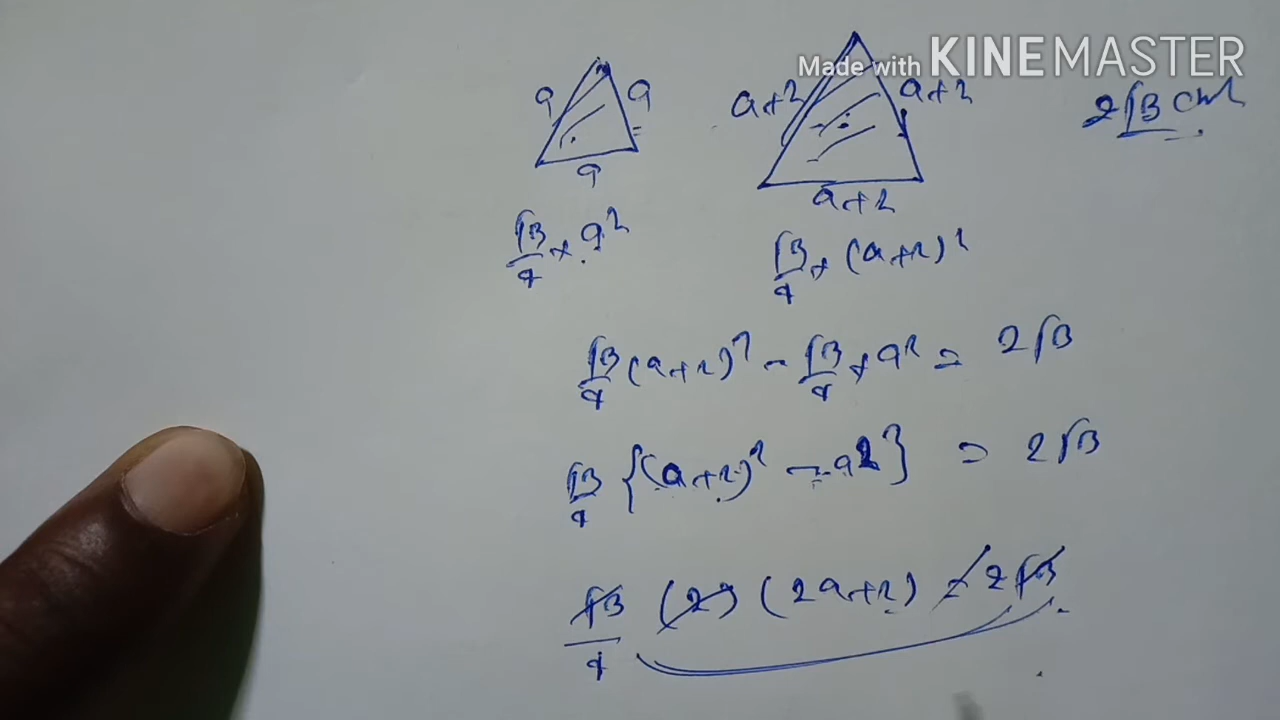 Made with KINEMASTER
a a a+2 a+2 2√3 cm²
a a+2
√3/4 × a² √3/4 × (a+2)²
√3/4 (a+2)² - √3/4 × a² = 2√3
√3/4 {(a+2)² - a²} = 2√3
√3/4 (2) (2a+2) = 2√3